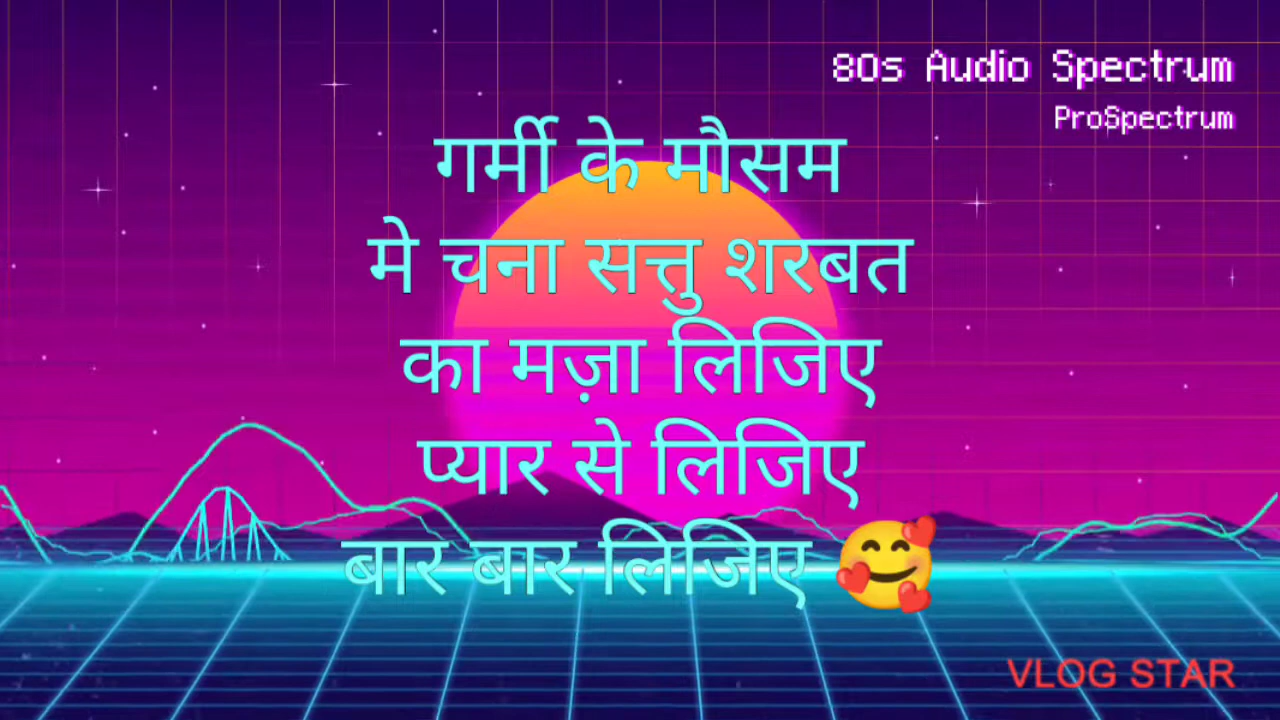 80s Audio Spectrum
ProSpectrum
गर्मी के मौसम
मे चना सत्तु शरबत
का मज़ा लिजिए
प्यार से लिजिए
बार बार लिजिए 🥰
VLOG STAR